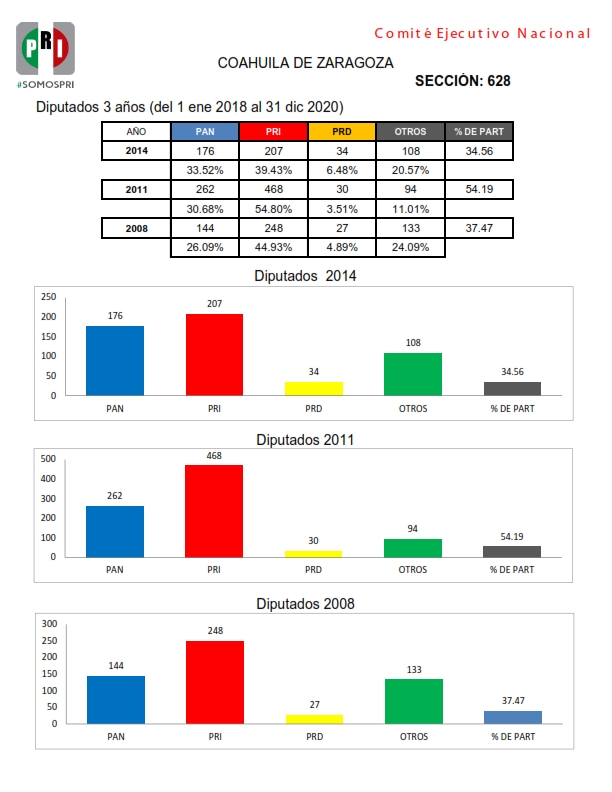 PRI
#SOMOSPRI
Comité Ejecutivo Nacional
COAHUILA DE ZARAGOZA
SECCIÓN: 628
Diputados 3 años (del 1 ene 2018 al 31 dic 2020)
AÑO PAN PRI PRD OTROS % DE PART
2014 176 207 34 108 34.56
33.52% 39.43% 6.48% 20.57%
2011 262 468 30 94 54.19
30.68% 54.80% 3.51% 11.01%
2008 144 248 27 133 37.47
26.09% 44.93% 4.89% 24.09%
Diputados 2014
250
200
150
100
50
0
176 207 34 108 34.56
PAN PRI PRD OTROS % DE PART
Diputados 2011
500
400
300
200
100
0
262 468 30 94 54.19
PAN PRI PRD OTROS % DE PART
Diputados 2008
300
250
200
150
100
50
0
144 248 27 133 37.47
PAN PRI PRD OTROS % DE PART